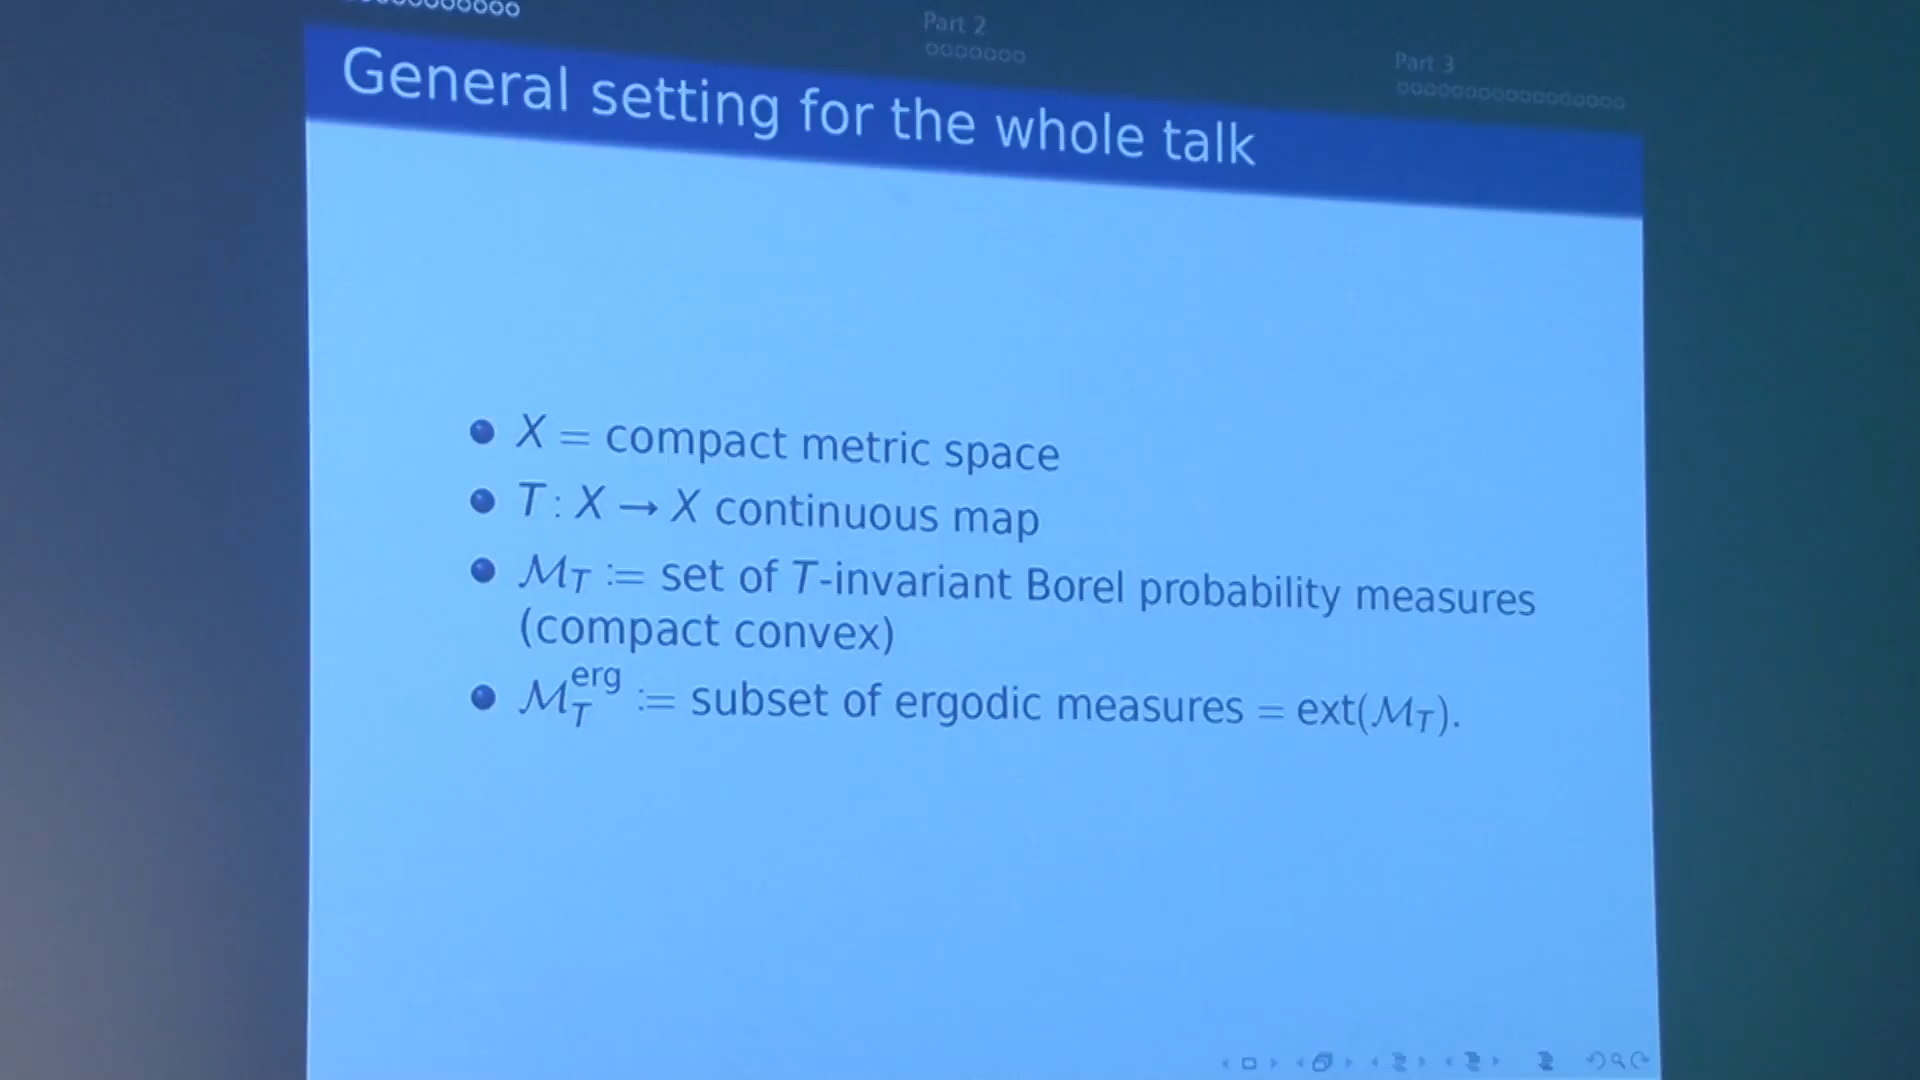 Part 2
Part 3
General setting for the whole talk
X = compact metric space
T : X → X continuous map
ℳ_T := set of T-invariant Borel probability measures
(compact convex)
ℳ_T^erg := subset of ergodic measures = ext(ℳ_T).